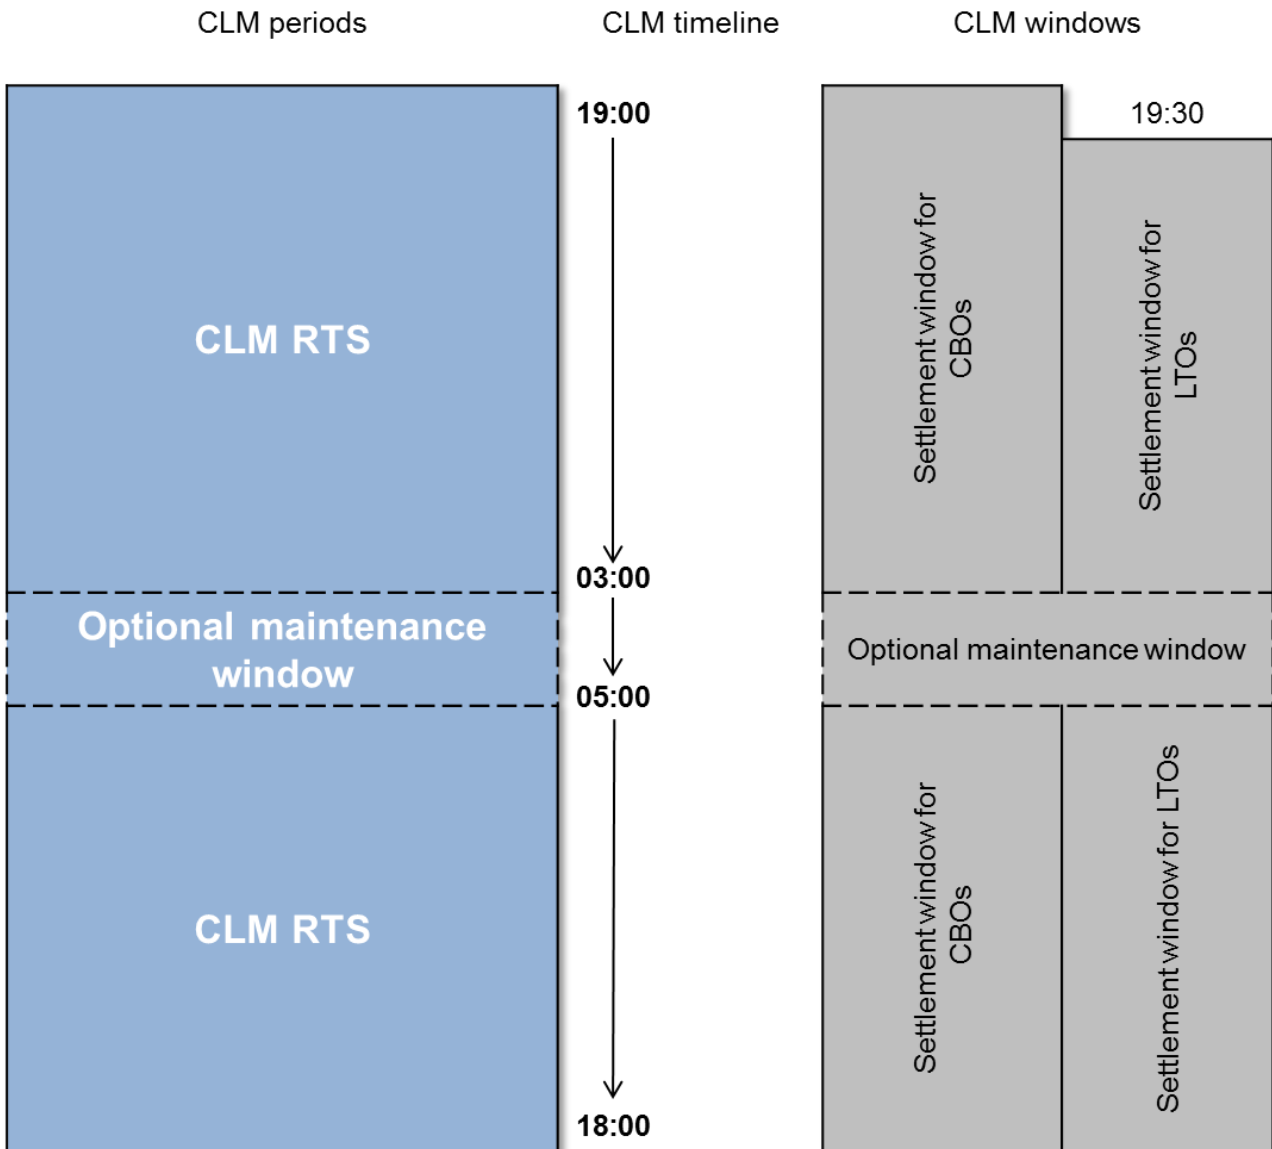 CLM periods
CLM timeline
CLM windows
19:00
19:30
CLM RTS
Settlement window for
CBOs
Settlement window for
LTOs
03:00
Optional maintenance
window
Optional maintenance window
05:00
CLM RTS
Settlement window for
CBOs
Settlement window for LTOs
18:00